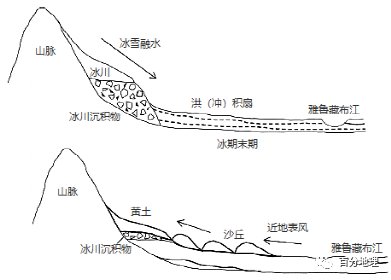 冰雪融水
山脉
冰川
洪（冲）积扇
雅鲁藏布江
冰川沉积物
冰期末期
山脉
黄土
近地表风
沙丘
雅鲁藏布江
冰川沉积物
百分地理